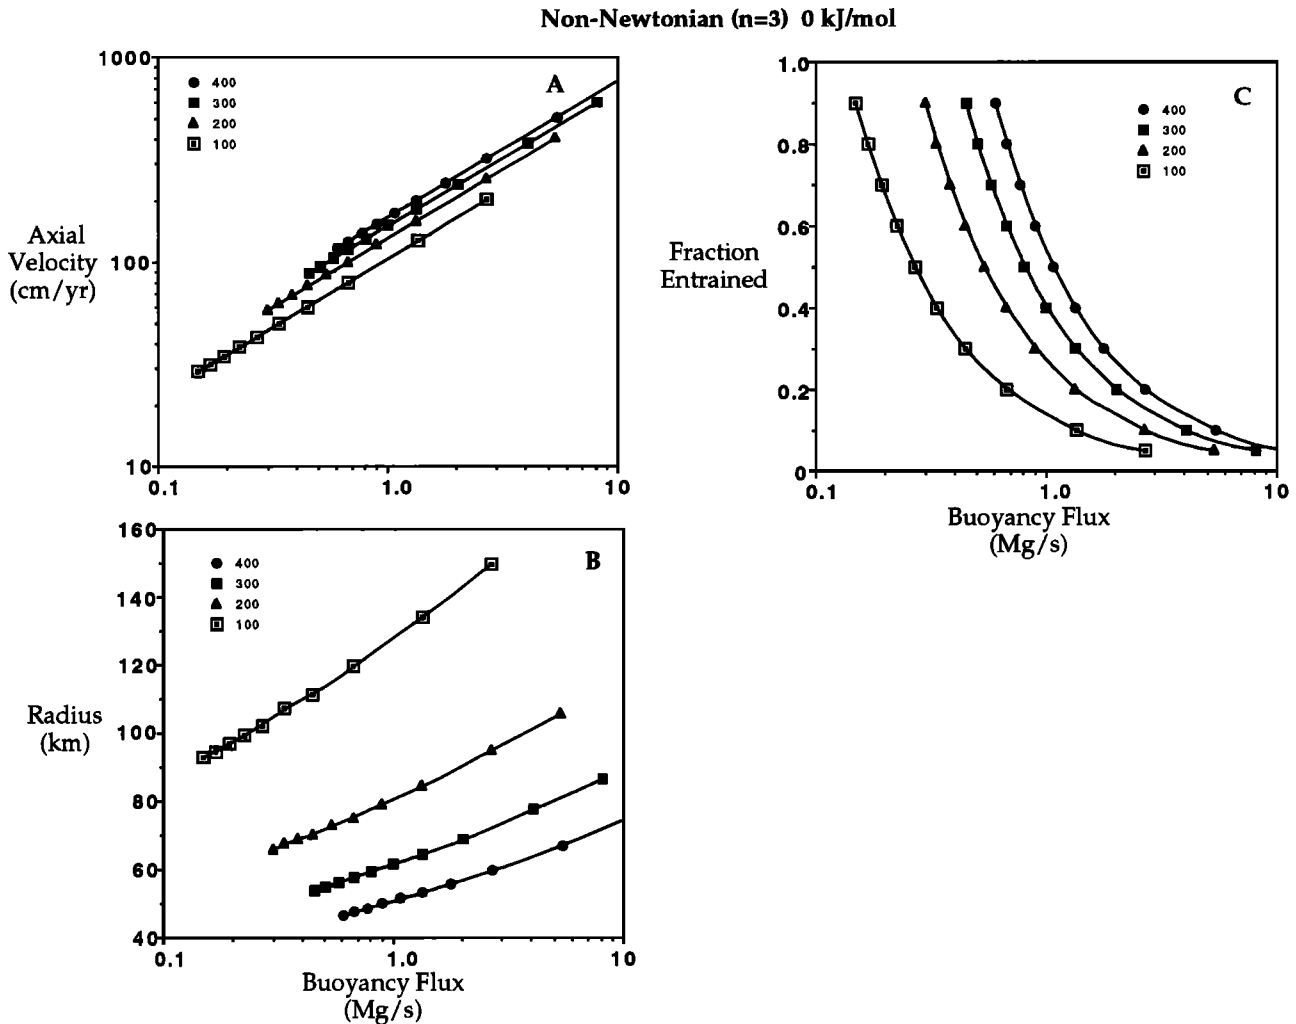 Non-Newtonian (n=3) 0 kJ/mol
1000
100
10
0.1
1.0
10
400
300
200
100
A
Axial
Velocity
(cm/yr)
1.0
0.8
0.6
0.4
0.2
0
0.1
1.0
10
400
300
200
100
C
Fraction
Entrained
Buoyancy Flux
(Mg/s)
160
140
120
100
80
60
40
0.1
1.0
10
400
300
200
100
B
Radius
(km)
Buoyancy Flux
(Mg/s)